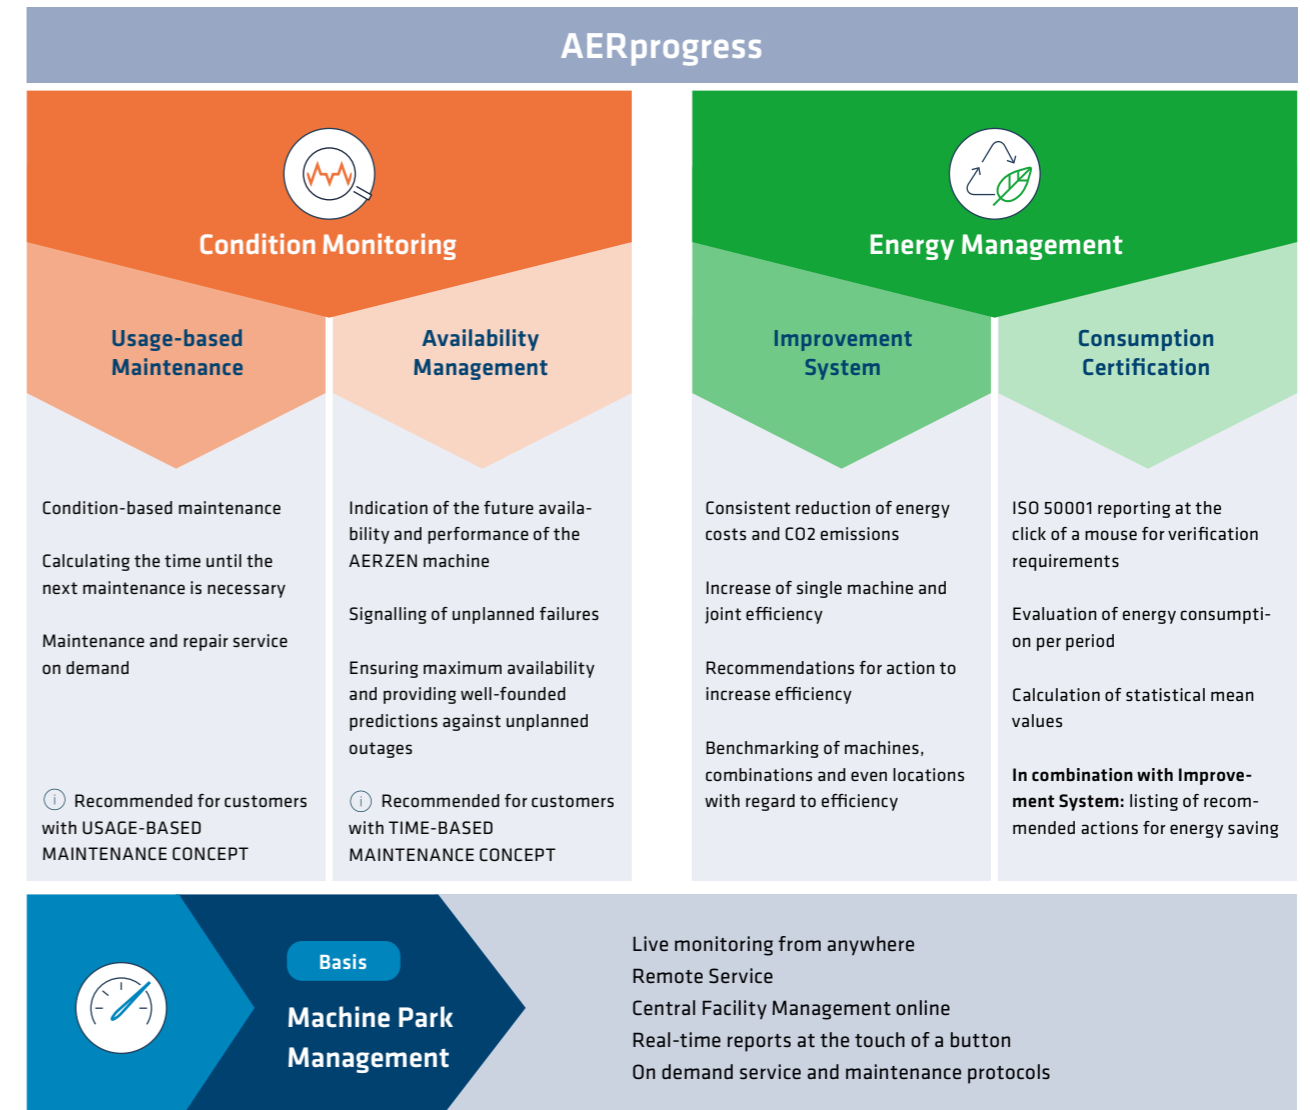 AERprogress
Condition Monitoring
Usage-based
Maintenance
Condition-based maintenance
Calculating the time until the
next maintenance is necessary
Maintenance and repair service
on demand
i Recommended for customers
with USAGE-BASED
MAINTENANCE CONCEPT
Availability
Management
Indication of the future availa-
bility and performance of the
AERZEN machine
Signalling of unplanned failures
Ensuring maximum availability
and providing well-founded
predictions against unplanned
outages
i Recommended for customers
with TIME-BASED
MAINTENANCE CONCEPT
Energy Management
Improvement
System
Consistent reduction of energy
costs and CO2 emissions
Increase of single machine and
joint efficiency
Recommendations for action to
increase efficiency
Benchmarking of machines,
combinations and even locations
with regard to efficiency
Consumption
Certification
ISO 50001 reporting at the
click of a mouse for verification
requirements
Evaluation of energy consumpti-
on per period
Calculation of statistical mean
values
In combination with Improve-
ment System: listing of recom-
mended actions for energy saving
Basis
Machine Park
Management
Live monitoring from anywhere
Remote Service
Central Facility Management online
Real-time reports at the touch of a button
On demand service and maintenance protocols